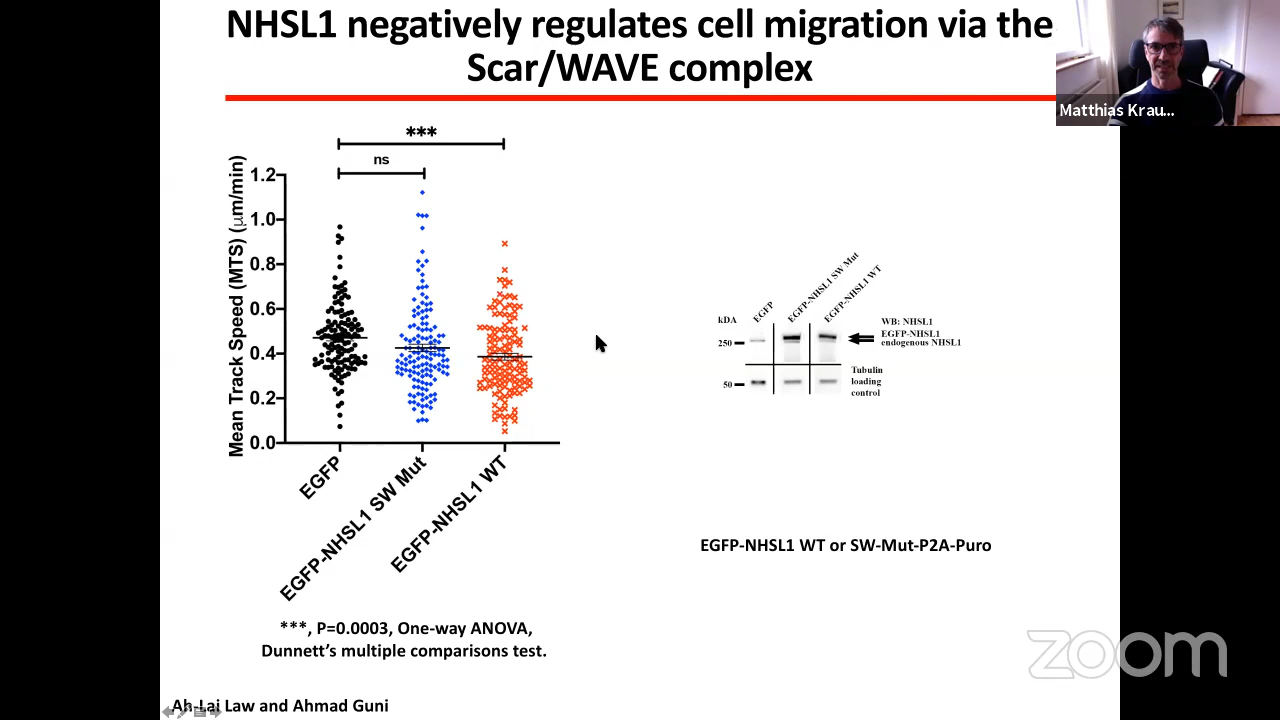 NHSL1 negatively regulates cell migration via the
Scar/WAVE complex
Matthias Krau...
***
ns
Mean Track Speed (MTS) (μm/min)
1.2
1.0
0.8
0.6
0.4
0.2
0.0
EGFP
EGFP-NHSL1 SW Mut
EGFP-NHSL1 WT
***, P=0.0003, One-way ANOVA,
Dunnett's multiple comparisons test.
kDA
EGFP
EGFP-NHSL1 SW Mut
EGFP-NHSL1 WT
250
50
WB: NHSL1
EGFP-NHSL1
endogenous NHSL1
Tubulin
loading
control
EGFP-NHSL1 WT or SW-Mut-P2A-Puro
Ah-Lai Law and Ahmad Guni
zoom